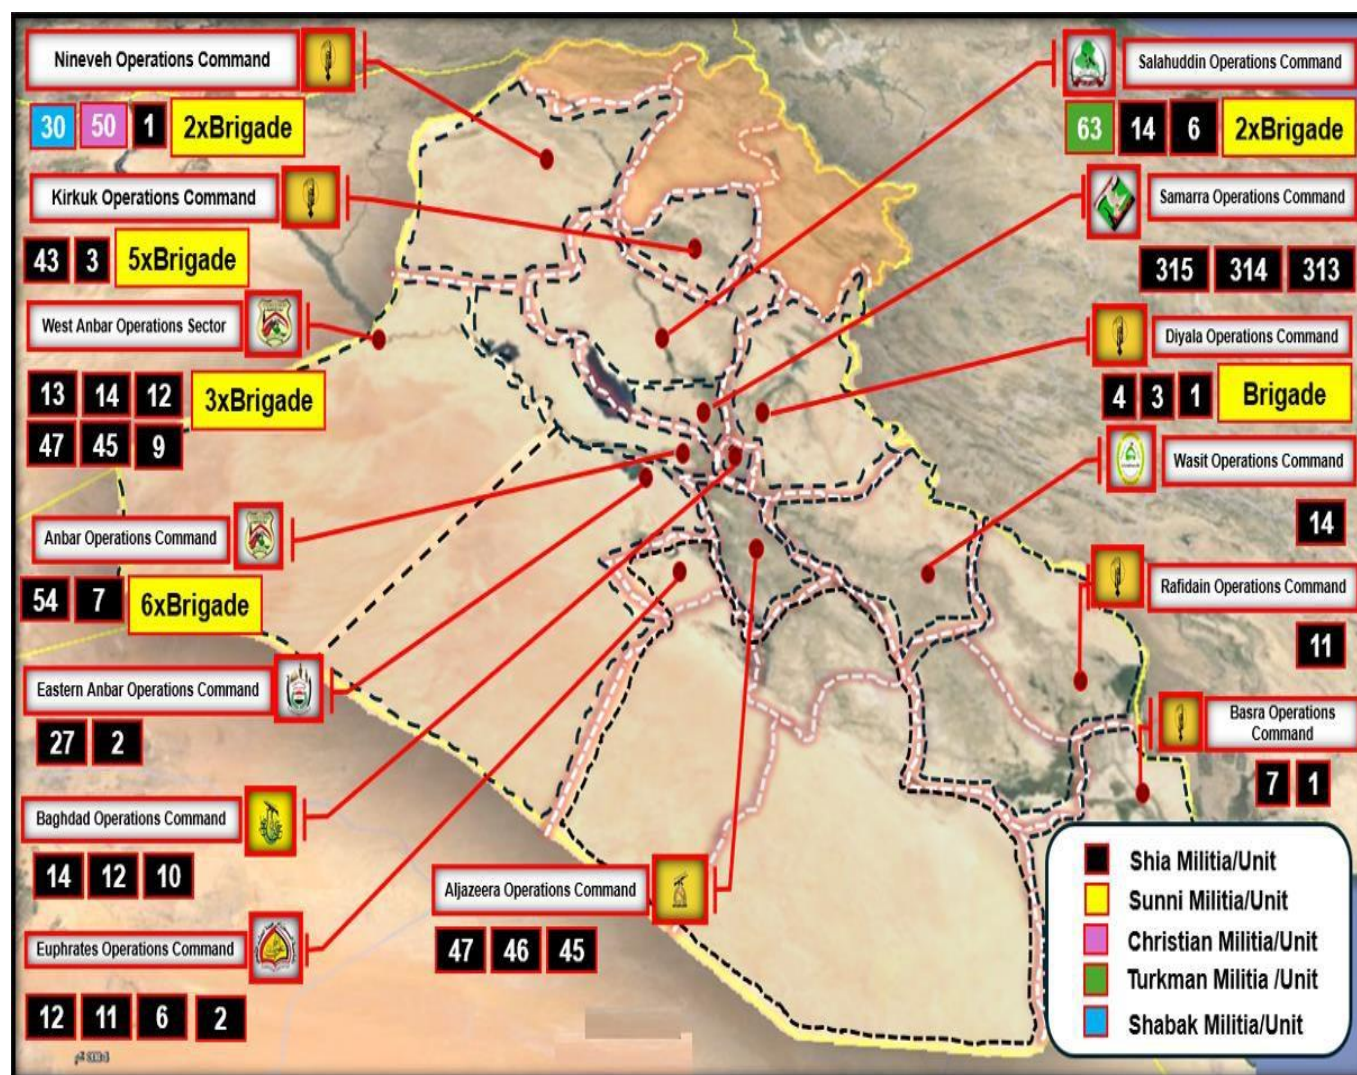 Nineveh Operations Command
30 50 1 2xBrigade
Kirkuk Operations Command
43 3 5xBrigade
West Anbar Operations Sector
13 14 12 3xBrigade
47 45 9
Anbar Operations Command
54 7 6xBrigade
Eastern Anbar Operations Command
27 2
Baghdad Operations Command
14 12 10
Euphrates Operations Command
12 11 6 2
Aljazeera Operations Command
47 46 45
Salahuddin Operations Command
63 14 6 2xBrigade
Samarra Operations Command
315 314 313
Diyala Operations Command
4 3 1 Brigade
Wasit Operations Command
14
Rafidain Operations Command
11
Basra Operations
Command
7 1
Shia Militia/Unit
Sunni Militia/Unit
Christian Militia/Unit
Turkman Militia /Unit
Shabak Militia/Unit